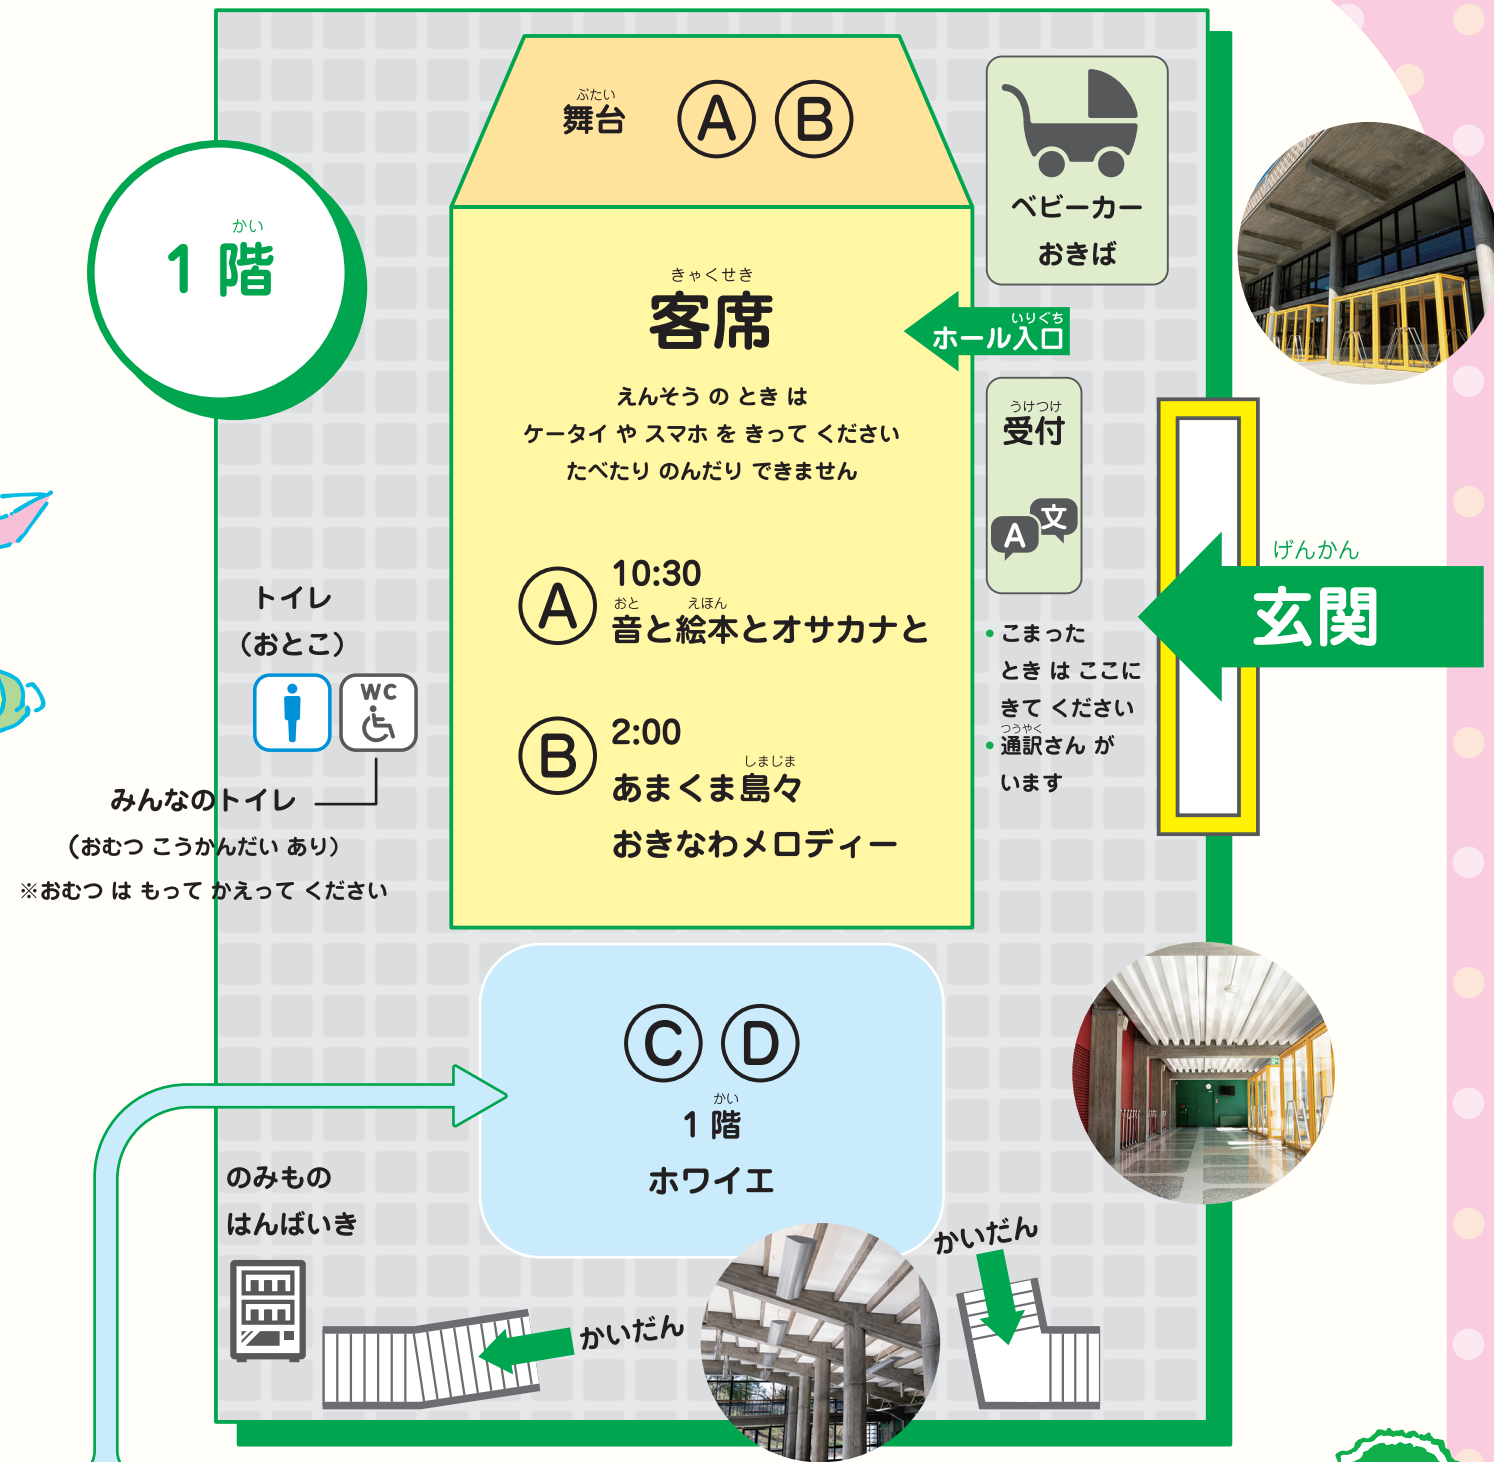 1階
かい
ぶたい
舞台
A B
ベビーカー
おきば
きゃくせき
客席
えんそう の とき は
ケータイ や スマホ を きって ください
たべたり のんだり できません
いりぐち
ホール入口
うけつけ
受付
A 文
げんかん
玄関
・こまった
とき は ここに
きて ください
つうやく
・通訳さん が
います
A
10:30
おと えほん
音と絵本とオサカナと
B
2:00
しまじま
あまくま島々
おきなわメロディー
トイレ
(おとこ)
WC
みんなのトイレ
(おむつ こうかんだい あり)
※おむつ は もって かえって ください
C D
かい
1階
ホワイエ
のみもの
はんばいき
かいだん
かいだん